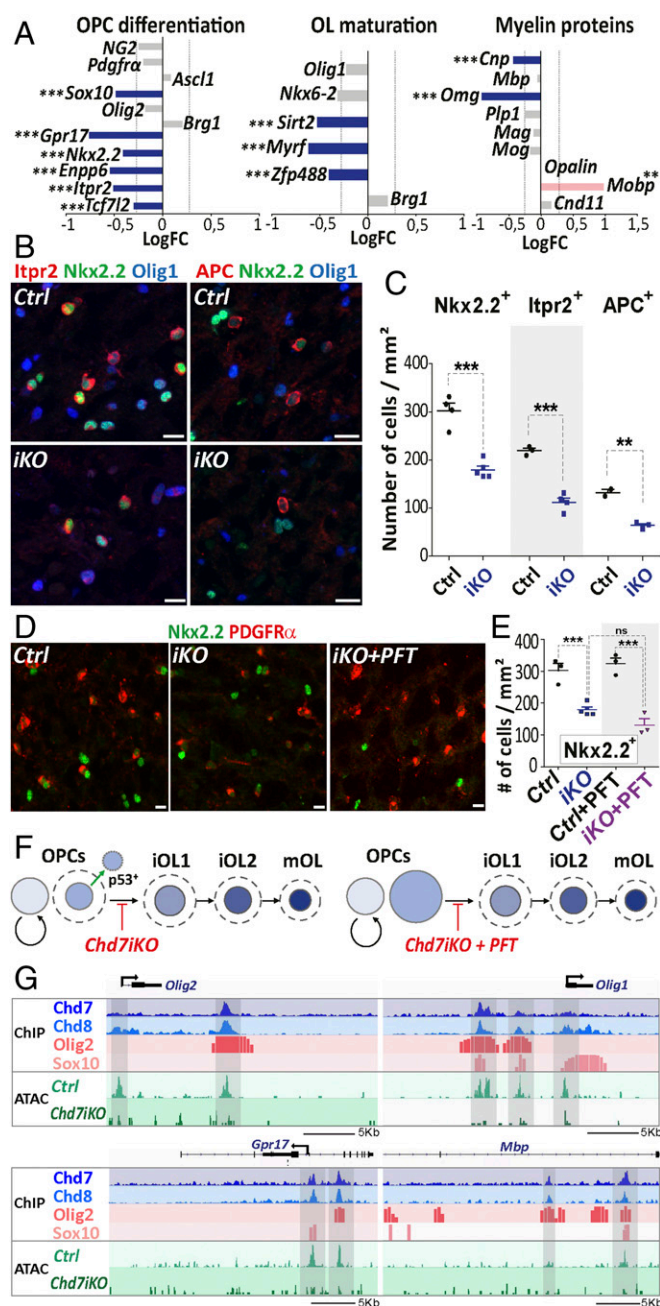 A
OPC differentiation
OL maturation
Myelin proteins
NG2
Pdgfrα
Ascl1
***Sox10
Olig2
Brg1
***Gpr17
***Nkx2.2
***Enpp6
***Itpr2
***Tcf7l2
-1 -0,5 0 0,5 1
LogFC
Olig1
Nkx6-2
*** Sirt2
*** Myrf
***Zfp488
Brg1
-1 -0,5 0 0,5 1
LogFC
*** Cnp
Mbp
*** Omg
Plp1
Mag
Mog
Opalin
Mobp**
Cnd11
-1 -0,5 0 0,5 1
LogFC
B
Itpr2 Nkx2.2 Olig1
APC Nkx2.2 Olig1
Ctrl
Ctrl
iKO
iKO
C
Nkx2.2+ Itpr2+ APC+
Number of cells / mm²
400
300
200
100
0
***
***
**
Ctrl iKO Ctrl iKO Ctrl iKO
D
Nkx2.2 PDGFRα
Ctrl
iKO
iKO+PFT
E
# of cells / mm²
400
300
200
100
0
ns
***
***
Nkx2.2+
Ctrl
iKO
Ctrl+PFT
iKO+PFT
F
OPCs
p53+
iOL1 iOL2 mOL
Chd7iKO
OPCs
iOL1 iOL2 mOL
Chd7iKO + PFT
G
Olig2
Olig1
ChIP
Chd7
Chd8
Olig2
Sox10
ATAC
Ctrl
Chd7iKO
5Kb
5Kb
Gpr17
Mbp
ChIP
Chd7
Chd8
Olig2
Sox10
ATAC
Ctrl
Chd7iKO
5Kb
5Kb